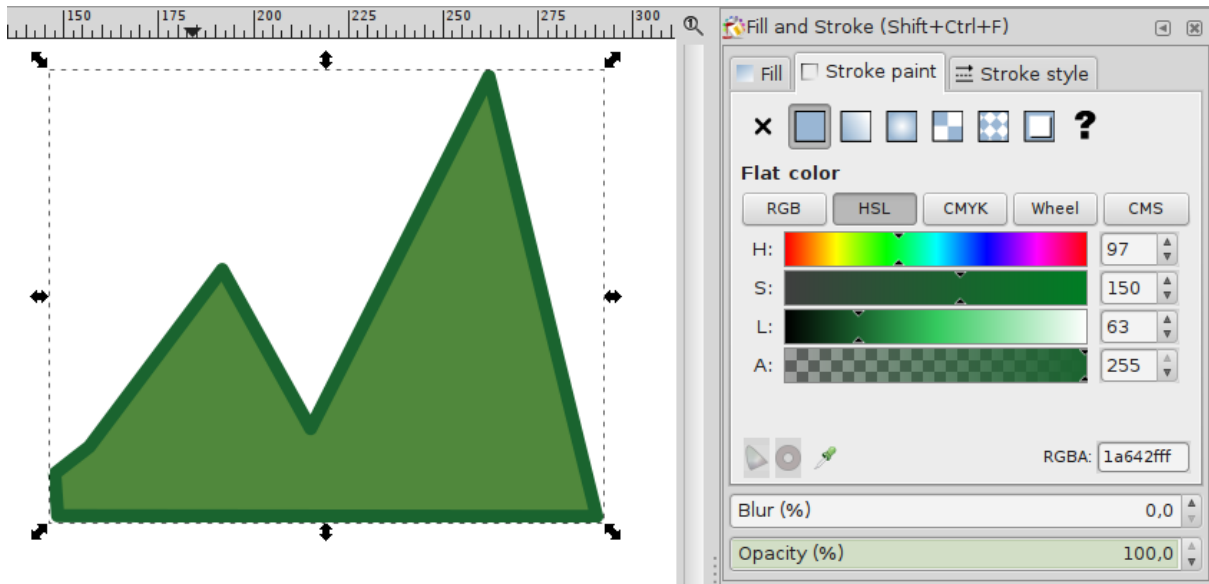 150 175 200 225 250 275 300
Fill and Stroke (Shift+Ctrl+F)
Fill Stroke paint Stroke style
?
Flat color
RGB HSL CMYK Wheel CMS
H: 97
S: 150
L: 63
A: 255
RGBA: 1a642fff
Blur (%) 0,0
Opacity (%) 100,0